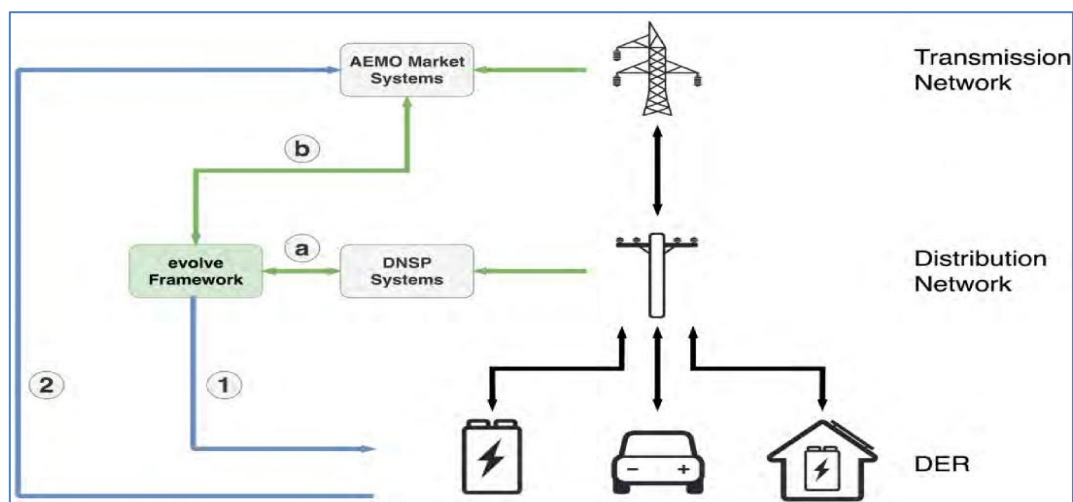 AEMO Market
Systems
Transmission
Network
b
evolve
Framework
a
DNSP
Systems
Distribution
Network
2
1
− +
DER